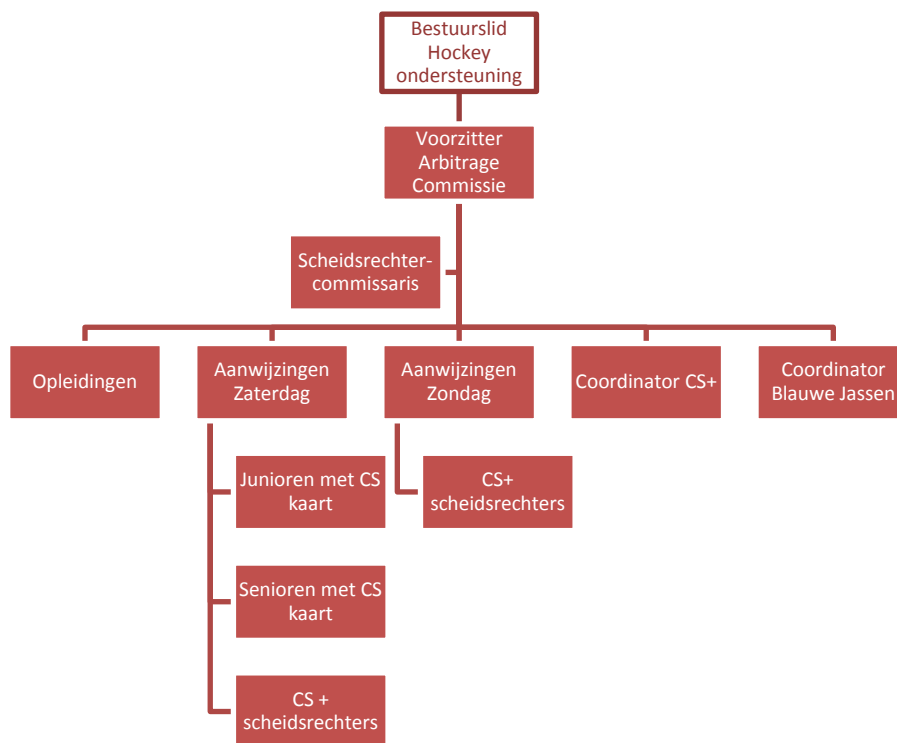 Bestuurslid
Hockey
ondersteuning
Voorzitter
Arbitrage
Commissie
Scheidsrechter-
commissaris
Opleidingen
Aanwijzingen
Zaterdag
Aanwijzingen
Zondag
Coordinator CS+
Coordinator
Blauwe Jassen
Junioren met CS
kaart
CS+
scheidsrechters
Senioren met CS
kaart
CS +
scheidsrechters